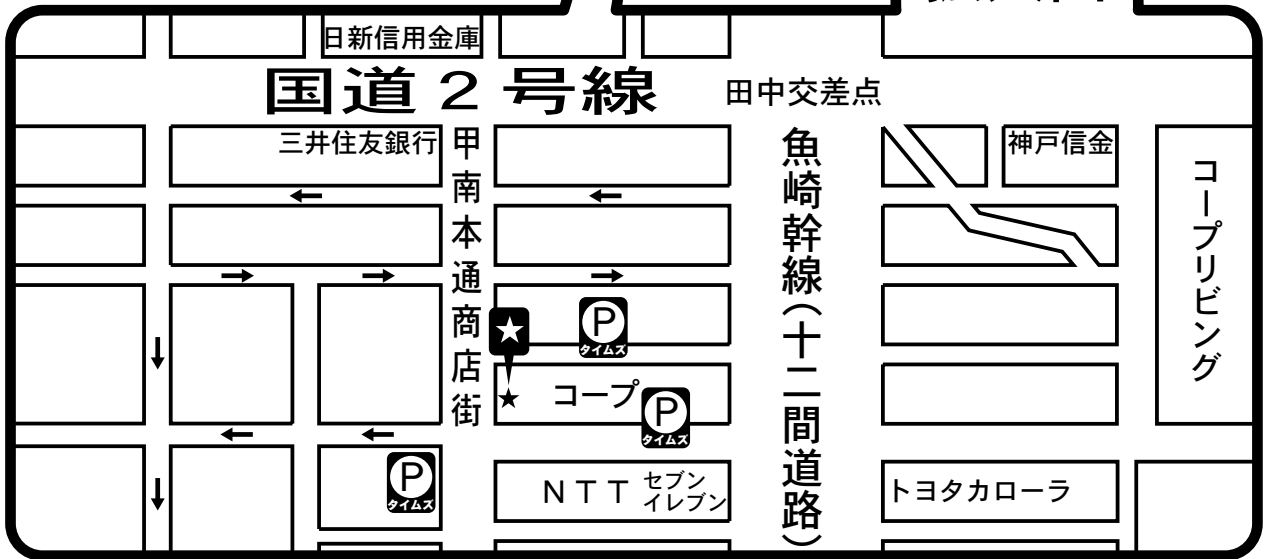 日新信用金庫
国道２号線
田中交差点
三井住友銀行
甲南本通商店街
魚崎幹線（十二間道路）
神戸信金
コープリビング
P
タイムズ
コープ
P
タイムズ
P
タイムズ
ＮＴＴ
セブン
イレブン
トヨタカローラ